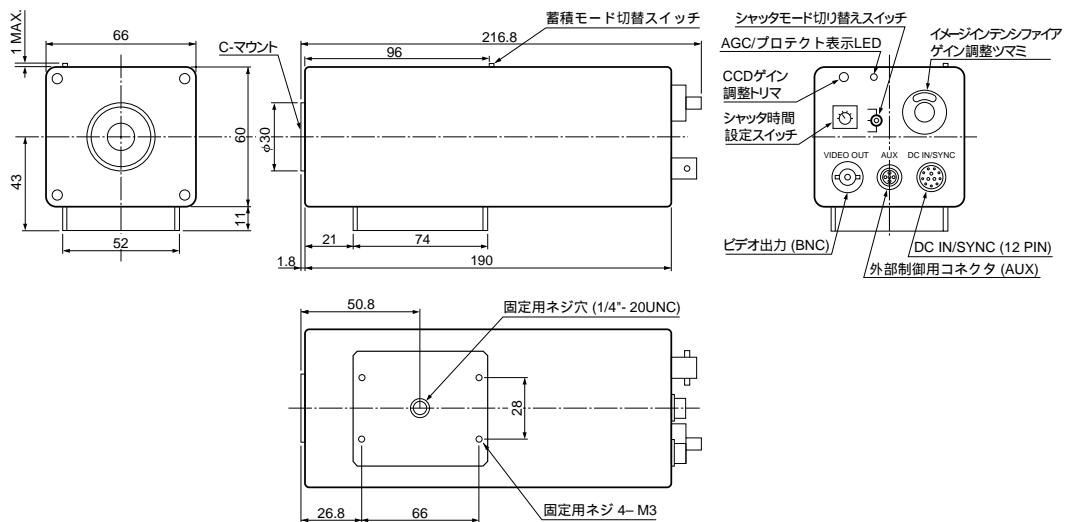 1 MAX.
66
43
60
11
52
C-マウント
蓄積モード切替スイッチ
216.8
96
φ30
21
74
1.8
190
シャッタモード切り替えスイッチ
AGC/プロテクト表示LED
イメージインテンシファイア
ゲイン調整ツマミ
CCDゲイン
調整トリマ
シャッタ時間
設定スイッチ
VIDEO OUT
AUX
DC IN/SYNC
ビデオ出力 (BNC)
DC IN/SYNC (12 PIN)
外部制御用コネクタ (AUX)
50.8
固定用ネジ穴 (1/4"- 20UNC)
28
26.8
66
固定用ネジ 4– M3